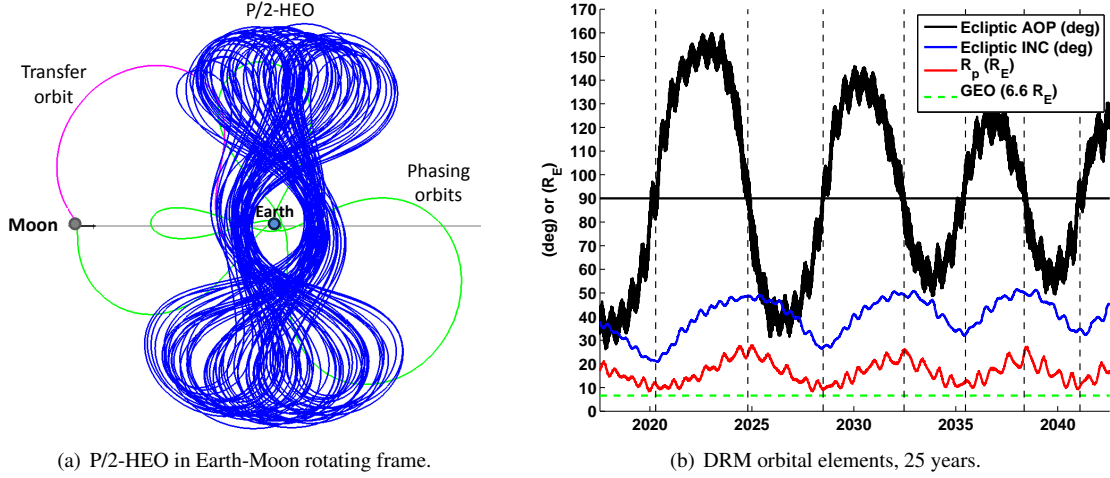 P/2-HEO
Transfer
orbit
Phasing
orbits
Earth
Moon
(a) P/2-HEO in Earth-Moon rotating frame.
170
160
150
140
130
120
110
100
90
80
70
60
50
40
30
20
10
0
(deg) or (R_E)
Ecliptic AOP (deg)
Ecliptic INC (deg)
R_p (R_E)
GEO (6.6 R_E)
2020 2025 2030 2035 2040
(b) DRM orbital elements, 25 years.